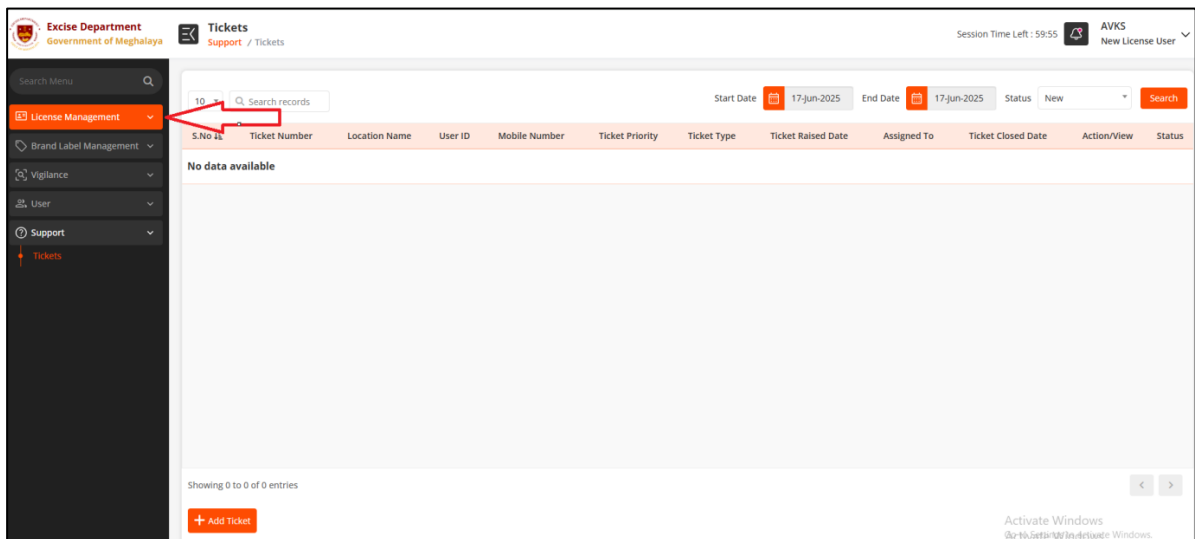 Excise Department
Government of Meghalaya
Tickets
Support / Tickets
Session Time Left : 59:55
AVKS
New License User
Search Menu
License Management
Brand Label Management
Vigilance
User
Support
Tickets
10
Search records
Start Date 17-Jun-2025 End Date 17-Jun-2025 Status New Search
S.No Ticket Number Location Name User ID Mobile Number Ticket Priority Ticket Type Ticket Raised Date Assigned To Ticket Closed Date Action/View Status
No data available
Showing 0 to 0 of 0 entries
< >
+ Add Ticket
Activate Windows
Windows.